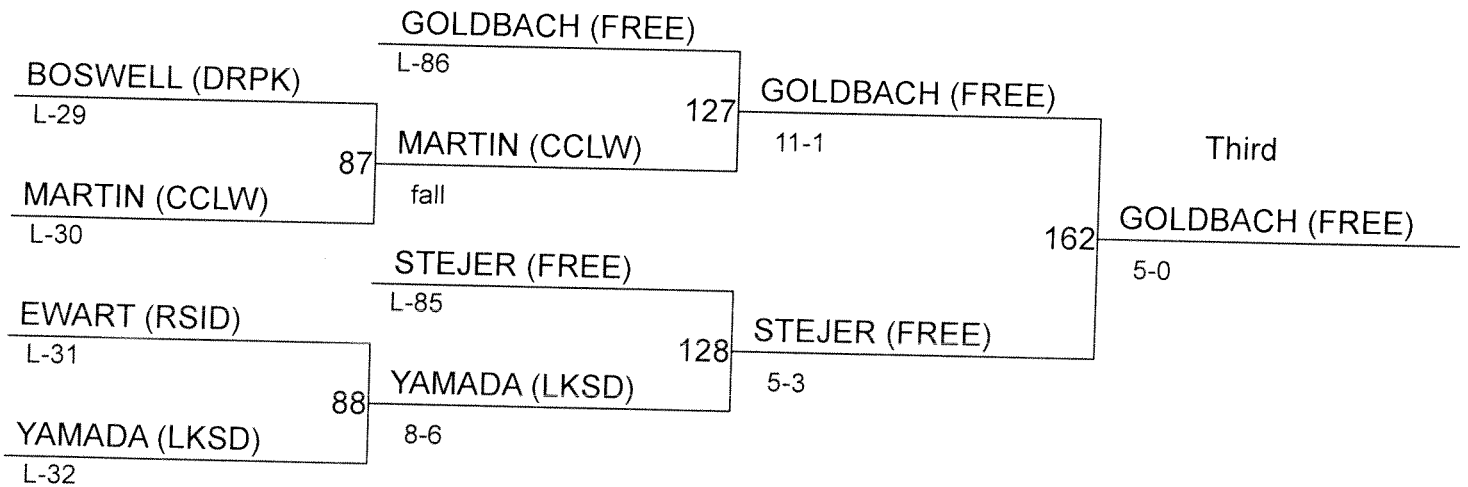 GOLDBACH (FREE)
L-86
BOSWELL (DRPK)
L-29
127
GOLDBACH (FREE)
11-1
87
MARTIN (CCLW)
fall
Third
MARTIN (CCLW)
L-30
162
GOLDBACH (FREE)
5-0
STEJER (FREE)
L-85
EWART (RSID)
L-31
128
STEJER (FREE)
5-3
88
YAMADA (LKSD)
8-6
YAMADA (LKSD)
L-32